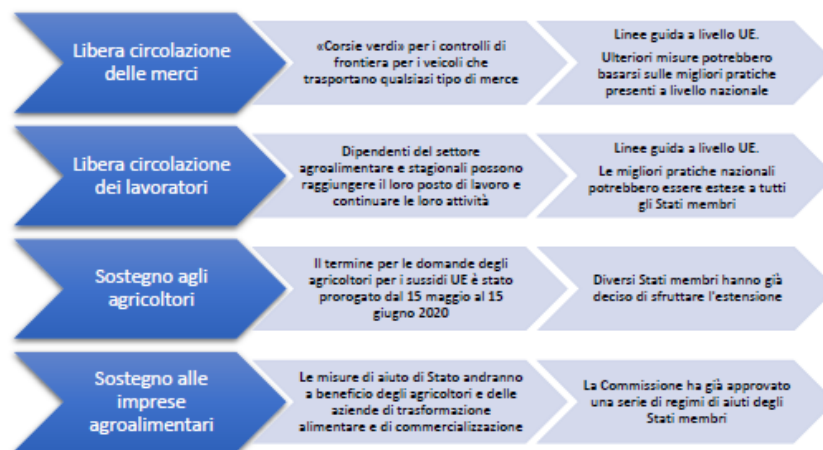 Libera circolazione
delle merci
«Corsie verdi» per i controlli di
frontiera per i veicoli che
trasportano qualsiasi tipo di merce
Linee guida a livello UE.
Ulteriori misure potrebbero
basarsi sulle migliori pratiche
presenti a livello nazionale
Libera circolazione
dei lavoratori
Dipendenti del settore
agroalimentare e stagionali possono
raggiungere il loro posto di lavoro e
continuare le loro attività
Linee guida a livello UE.
Le migliori pratiche nazionali
potrebbero essere estese a tutti
gli Stati membri
Sostegno agli
agricoltori
Il termine per le domande degli
agricoltori per i sussidi UE è stato
prorogato dal 15 maggio al 15
giugno 2020
Diversi Stati membri hanno già
deciso di sfruttare l'estensione
Sostegno alle
imprese
agroalimentari
Le misure di aiuto di Stato andranno
a beneficio degli agricoltori e delle
aziende di trasformazione
alimentare e di commercializzazione
La Commissione ha già approvato
una serie di regimi di aiuti degli
Stati membri